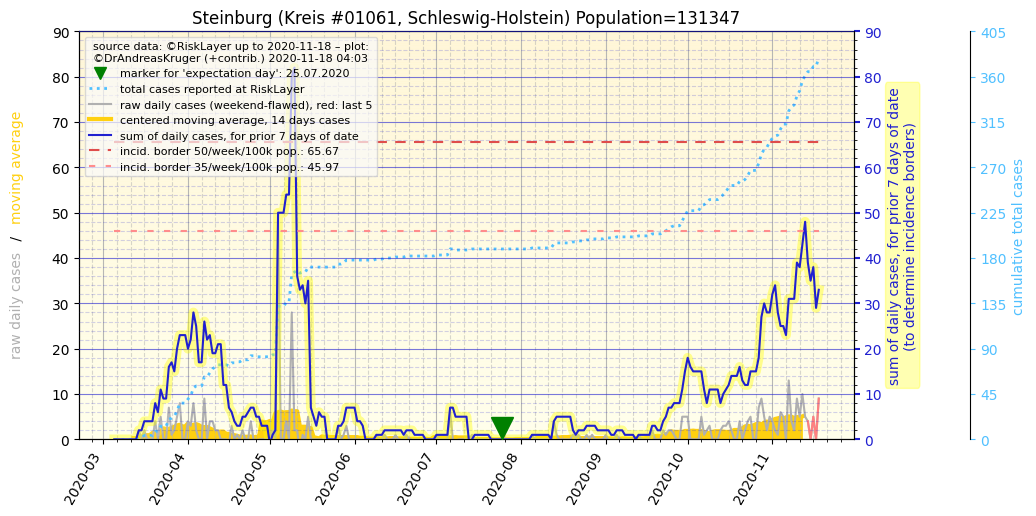 Steinburg (Kreis #01061, Schleswig-Holstein) Population=131347
source data: ©RiskLayer up to 2020-11-18 – plot:
©DrAndreasKruger (+contrib.) 2020-11-18 04:03
marker for 'expectation day': 25.07.2020
total cases reported at RiskLayer
raw daily cases (weekend-flawed), red: last 5
centered moving average, 14 days cases
sum of daily cases, for prior 7 days of date
incid. border 50/week/100k pop.: 65.67
incid. border 35/week/100k pop.: 45.97
raw daily cases / moving average
90
80
70
60
50
40
30
20
10
0
2020-03
2020-04
2020-05
2020-06
2020-07
2020-08
2020-09
2020-10
2020-11
90
80
70
60
50
40
30
20
10
0
sum of daily cases, for prior 7 days of date
(to determine incidence borders)
405
360
315
270
225
180
135
90
45
0
cumulative total cases